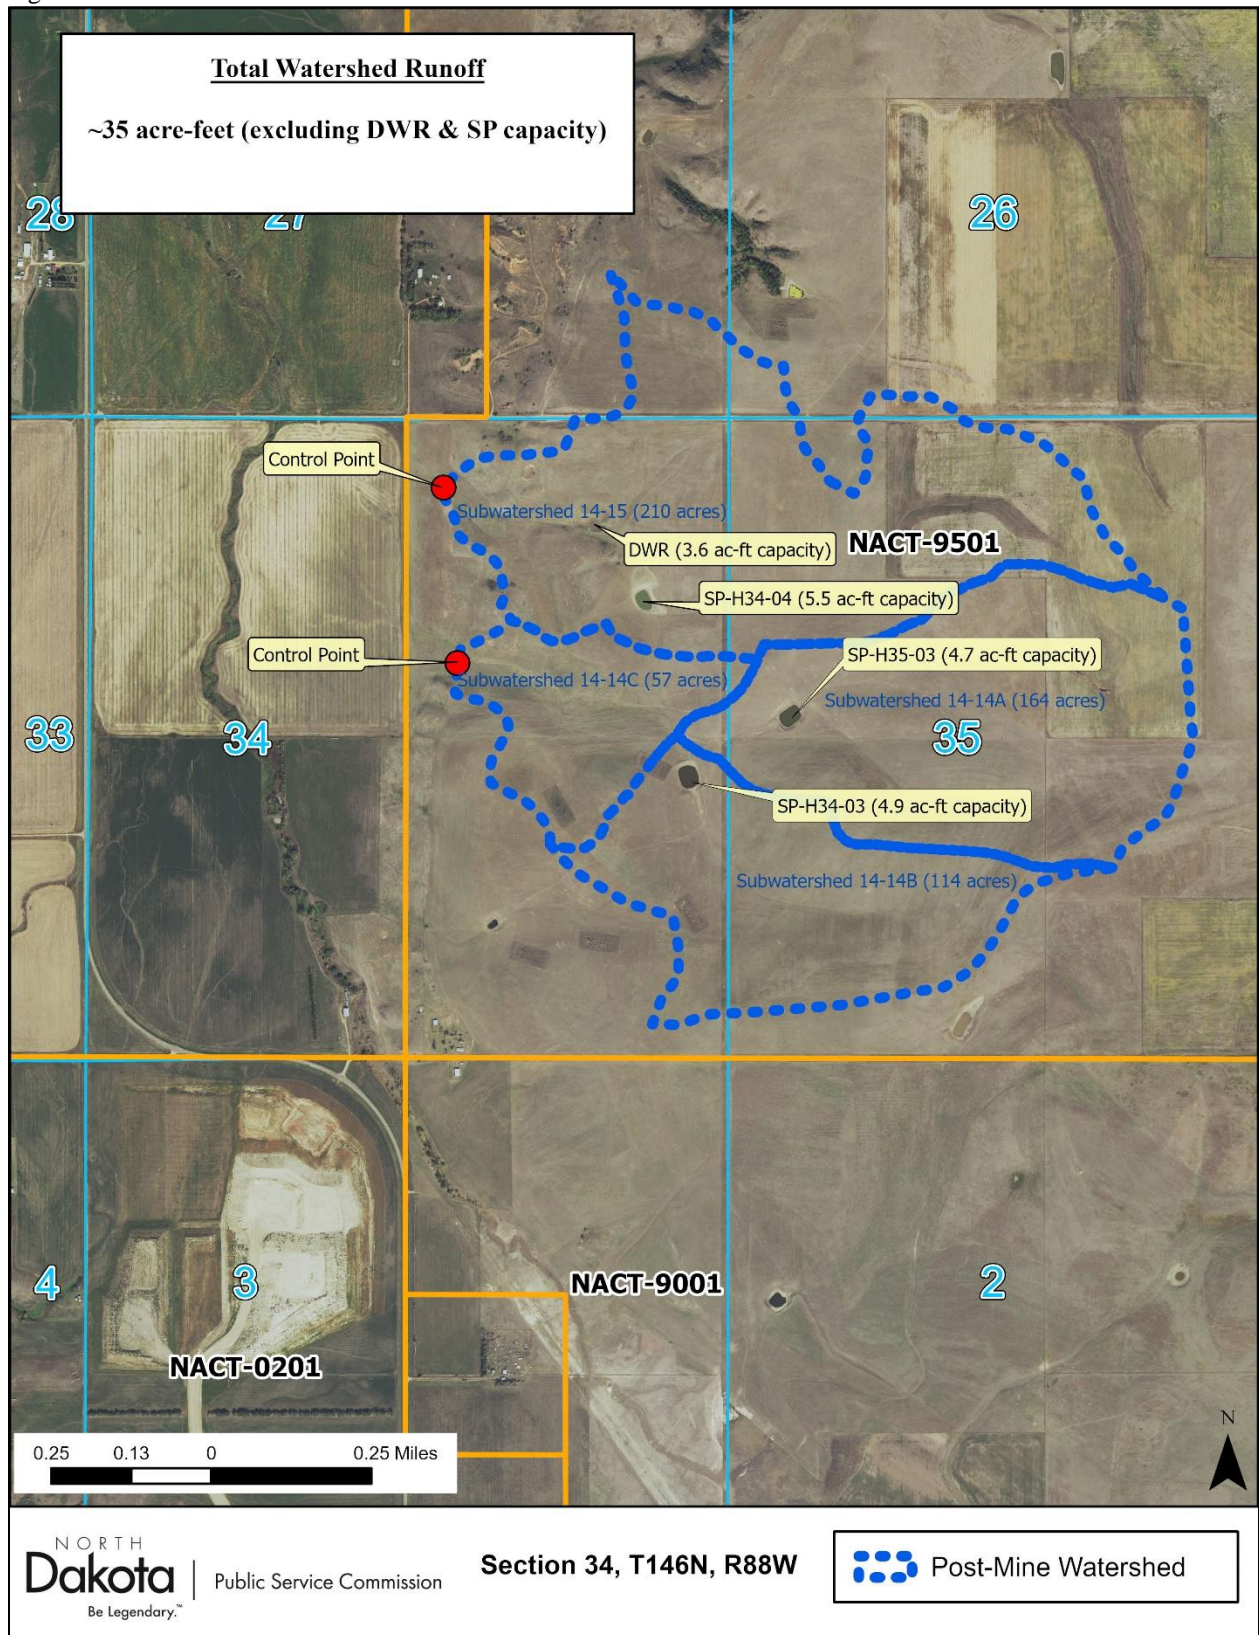 Total Watershed Runoff
~35 acre-feet (excluding DWR & SP capacity)
28
27
26
Control Point
Subwatershed 14-15 (210 acres)
DWR (3.6 ac-ft capacity)
NACT-9501
SP-H34-04 (5.5 ac-ft capacity)
Control Point
SP-H35-03 (4.7 ac-ft capacity)
Subwatershed 14-14C (57 acres)
Subwatershed 14-14A (164 acres)
33
34
35
SP-H34-03 (4.9 ac-ft capacity)
Subwatershed 14-14B (114 acres)
4
3
NACT-9001
2
NACT-0201
N
0.25 0.13 0 0.25 Miles
NORTH
Dakota
Be Legendary.™
Public Service Commission
Section 34, T146N, R88W
Post-Mine Watershed